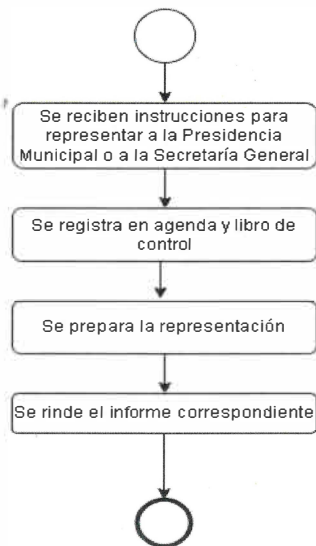 Se reciben instrucciones para
representar a la Presidencia
Municipal o a la Secretaría General
Se registra en agenda y libro de
control
Se prepara la representación
Se rinde el informe correspondiente